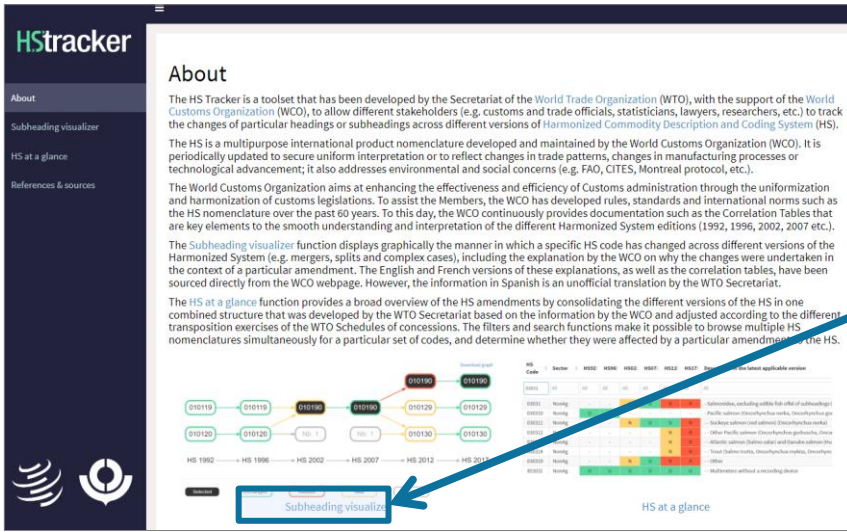 HStracker
About
Subheading visualizer
HS at a glance
References & sources
About
The HS Tracker is a toolset that has been developed by the Secretariat of the World Trade Organization (WTO), with the support of the World
Customs Organization (WCO), to allow different stakeholders (e.g. customs and trade officials, statisticians, lawyers, researchers, etc.) to track
the changes of particular headings or subheadings across different versions of Harmonized Commodity Description and Coding System (HS).
The HS is a multipurpose international product nomenclature developed and maintained by the World Customs Organization (WCO). It is
periodically updated to secure uniform interpretation or to reflect changes in trade patterns, changes in manufacturing processes or
technological advancement; it also addresses environmental and social concerns (e.g. FAO, CITES, Montreal protocol, etc.).
The World Customs Organization aims at enhancing the effectiveness and efficiency of Customs administration through the uniformization
and harmonization of customs legislations. To assist the Members, the WCO has developed rules, standards and international norms such as
the HS nomenclature over the past 60 years. To this day, the WCO continuously provides documentation such as the Correlation Tables that
are key elements to the smooth understanding and interpretation of the different Harmonized System editions (1992, 1996, 2002, 2007 etc.).
The Subheading visualizer function displays graphically the manner in which a specific HS code has changed across different versions of the
Harmonized System (e.g. mergers, splits and complex cases), including the explanation by the WCO on why the changes were undertaken in
the context of a particular amendment. The English and French versions of these explanations, as well as the correlation tables, have been
sourced directly from the WCO webpage. However, the information in Spanish is an unofficial translation by the WTO Secretariat.
The HS at a glance function provides a broad overview of the HS amendments by consolidating the different versions of the HS in one
combined structure that was developed by the WTO Secretariat based on the information by the WCO and adjusted according to the different
transposition exercises of the WTO Schedules of concessions. The filters and search functions make it possible to browse multiple HS
nomenclatures simultaneously for a particular set of codes, and determine whether they were affected by a particular amendment the HS.
Download graph
010190 010190
010119 010119 010190 010190 010129 010129
010120 010120 Nb: 1 Nb: 1 010130 010130
HS 1992 HS 1996 HS 2002 HS 2007 HS 2012
Selected
Subheading visualize
HS Code Sector HS92 HS96 HS02 HS07 HS12 HS17
HS at a glance